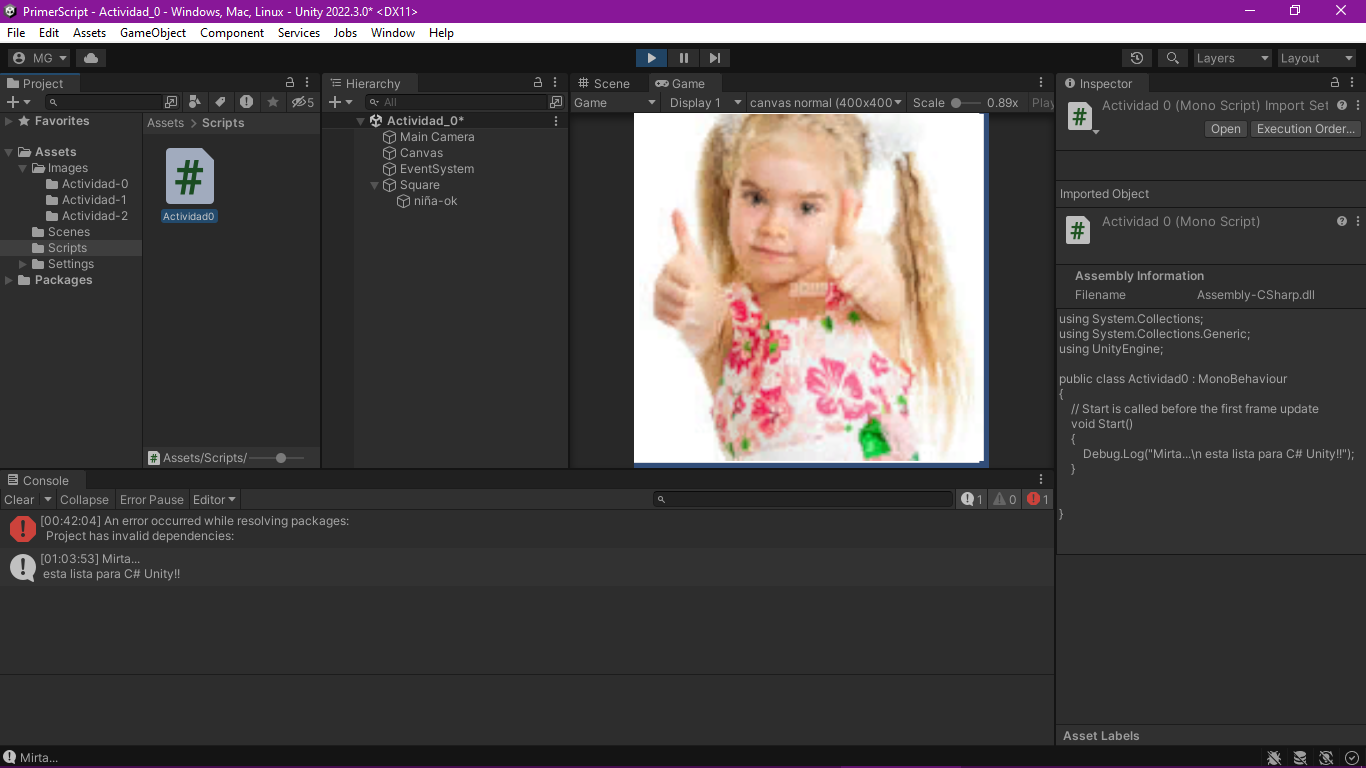 PrimerScript - Actividad_0 - Windows, Mac, Linux - Unity 2022.3.0* <DX11>
File Edit Assets GameObject Component Services Jobs Window Help
MG
Layers
Layout
Project
5
Favorites
Assets
Images
Actividad-0
Actividad-1
Actividad-2
Scenes
Scripts
Settings
Packages
Assets > Scripts
Actividad0
Assets/Scripts/
Hierarchy
All
Actividad_0*
Main Camera
Canvas
EventSystem
Square
niña-ok
Scene
Game
Game Display 1 canvas normal (400x400 Scale 0.89x Play
Inspector
Actividad 0 (Mono Script) Import Set
Open Execution Order...
Imported Object
Actividad 0 (Mono Script)
Assembly Information
Filename Assembly-CSharp.dll
using System.Collections;
using System.Collections.Generic;
using UnityEngine;
public class Actividad0 : MonoBehaviour
{
// Start is called before the first frame update
void Start()
{
Debug.Log("Mirta...\n esta lista para C# Unity!!");
}
}
Asset Labels
Console
Clear Collapse Error Pause Editor 1 0 1
[00:42:04] An error occurred while resolving packages:
Project has invalid dependencies:
[01:03:53] Mirta...
esta lista para C# Unity!!
Mirta...